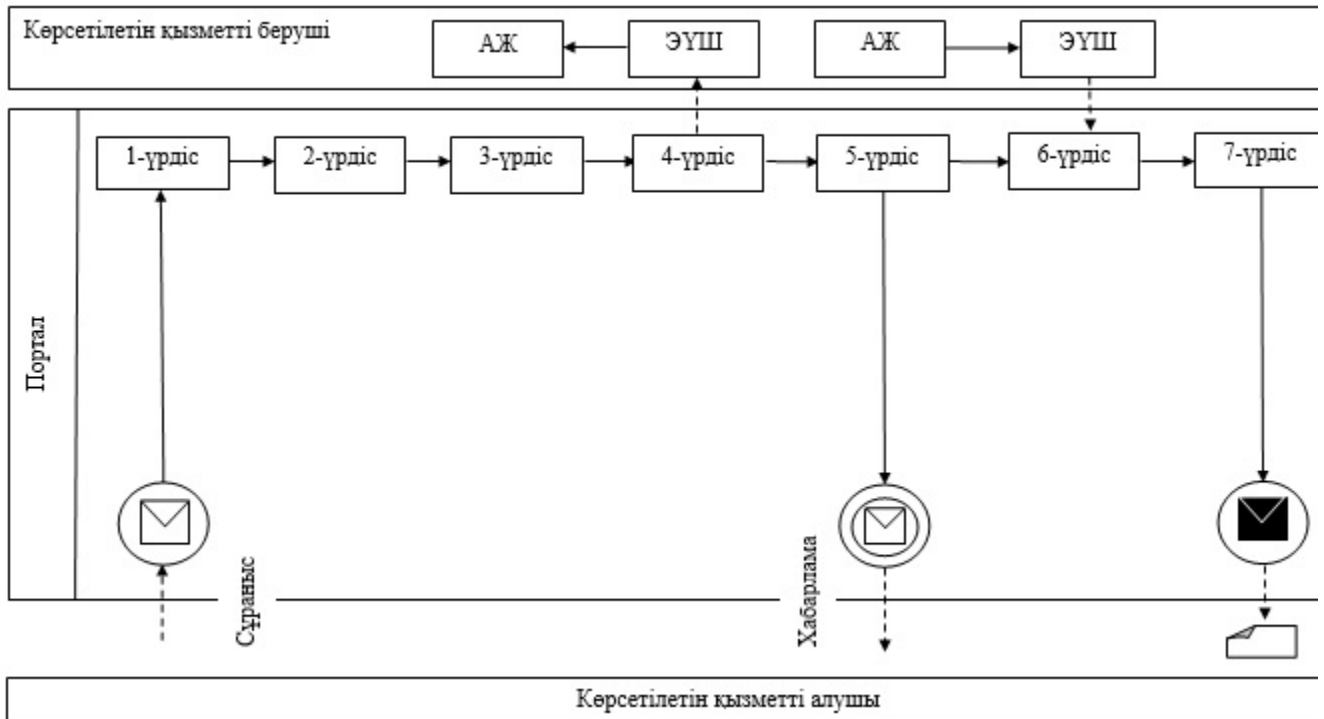 Көрсетілетін қызметті беруші
АЖ
ЭҮШ
АЖ
ЭҮШ
Портал
1-үрдіс
2-үрдіс
3-үрдіс
4-үрдіс
5-үрдіс
6-үрдіс
7-үрдіс
Сұраныс
Хабарлама
Көрсетілетін қызметті алушы